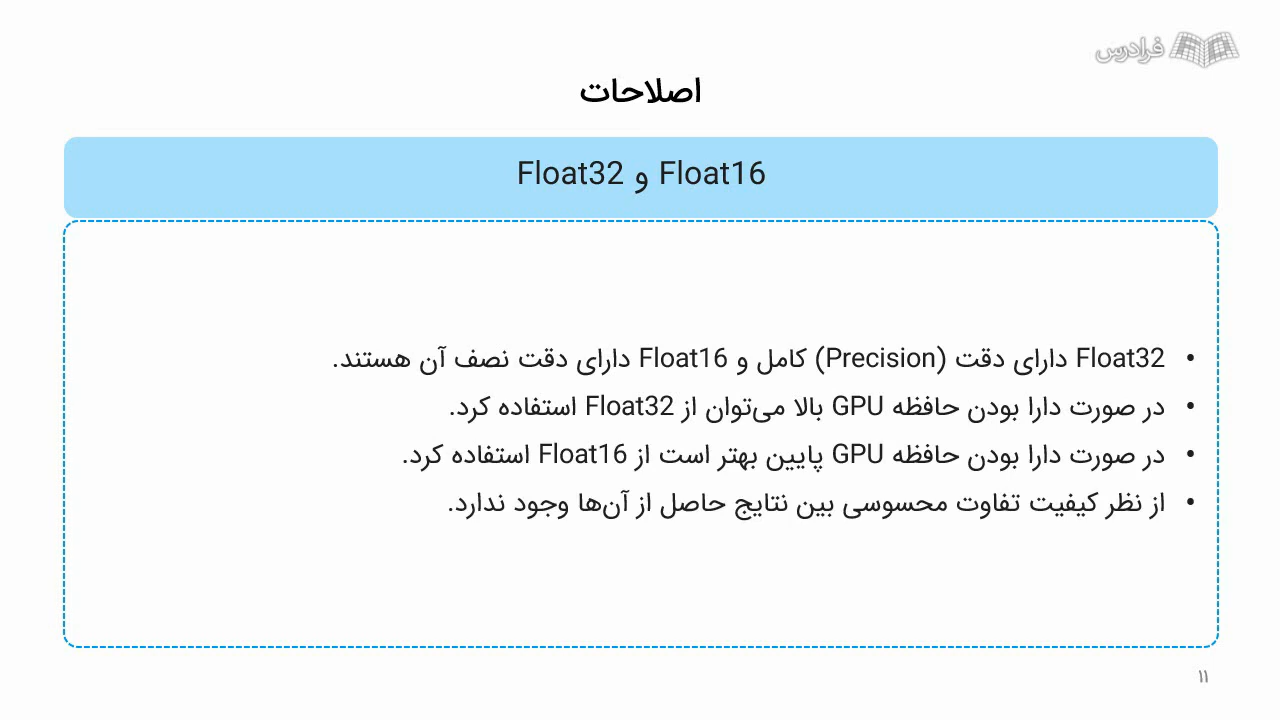 فرادرس
اصلاحات
Float16 و Float32
• Float32 دارای دقت (Precision) کامل و Float16 دارای دقت نصف آن هستند.
• در صورت دارا بودن حافظه GPU بالا می‌توان از Float32 استفاده کرد.
• در صورت دارا بودن حافظه GPU پایین بهتر است از Float16 استفاده کرد.
• از نظر کیفیت تفاوت محسوسی بین نتایج حاصل از آن‌ها وجود ندارد.
۱۱